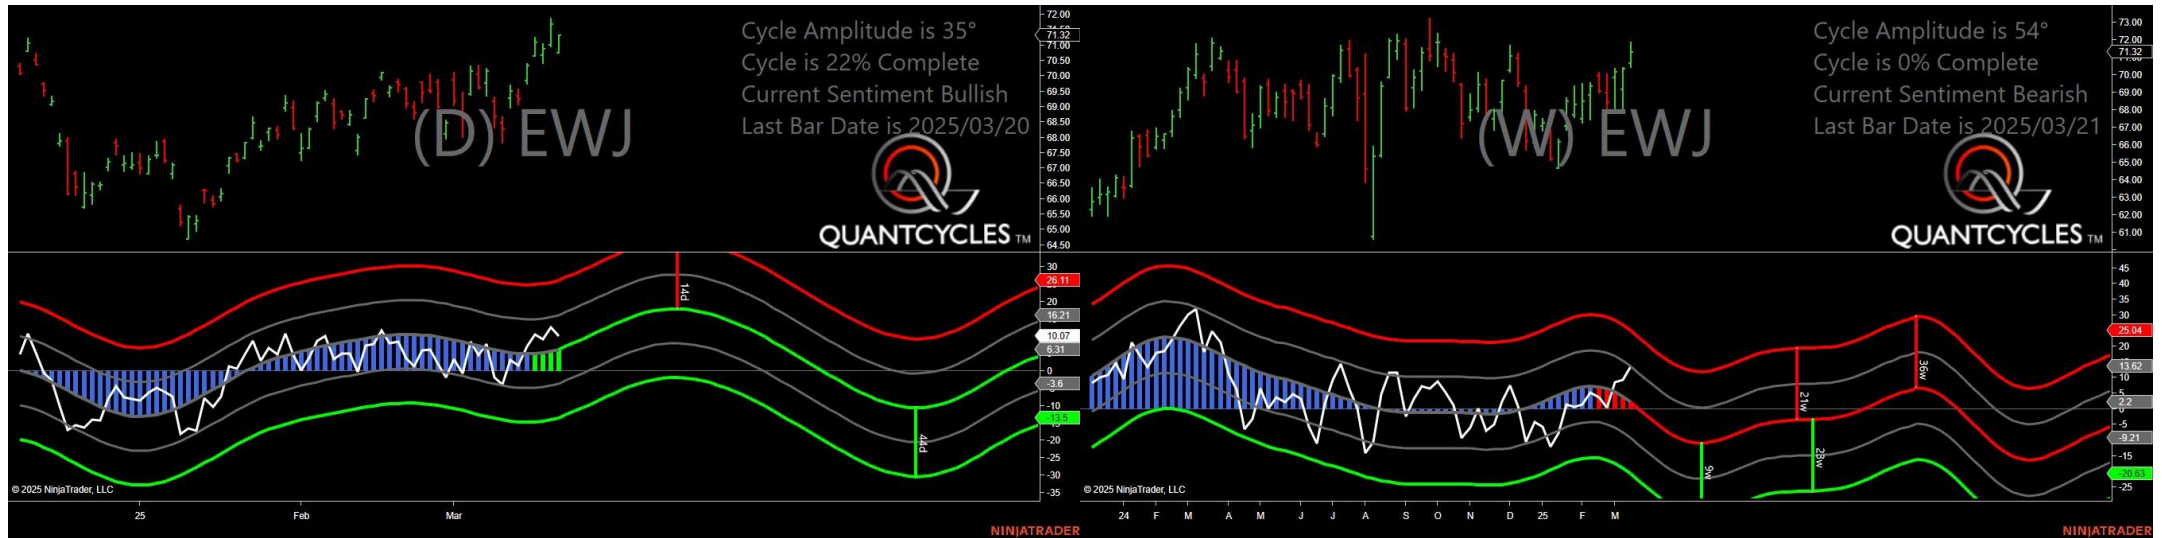 Cycle Amplitude is 35°
Cycle is 22% Complete
Current Sentiment Bullish
Last Bar Date is 2025/03/20
(D) EWJ
QUANTCYCLES TM
72.00
71.32
71.00
70.50
70.00
69.50
69.00
68.50
68.00
67.50
67.00
66.50
66.00
65.50
65.00
64.50
30
26.11
20
16.21
10.07
6.31
0
-3.6
-10
-13.5
-20
-25
-30
-35
14d
44d
© 2025 NinjaTrader, LLC
25 Feb Mar
NINJATRADER
Cycle Amplitude is 54°
Cycle is 0% Complete
Current Sentiment Bearish
Last Bar Date is 2025/03/21
(W) EWJ
QUANTCYCLES TM
73.00
72.00
71.32
70.00
69.00
68.00
67.00
66.00
65.00
64.00
63.00
62.00
61.00
45
40
35
30
25.04
20
13.62
10
5
2.2
0
-5
-9.21
-15
-20.63
-25
9w
21w
28w
36w
© 2025 NinjaTrader, LLC
24 F M A M J J A S O N D 25 F M
NINJATRADER